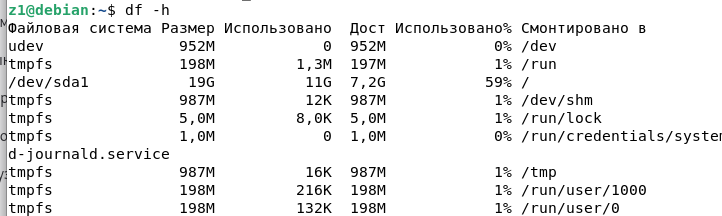 z1@debian:~$ df -h
Файловая система Размер Использовано  Дост Использовано% Смонтировано в
udev               952M            0  952M            0% /dev
tmpfs              198M         1,3M  197M            1% /run
/dev/sda1           19G          11G  7,2G           59% /
tmpfs              987M          12K  987M            1% /dev/shm
tmpfs              5,0M         8,0K  5,0M            1% /run/lock
tmpfs              1,0M            0  1,0M            0% /run/credentials/system
d-journald.service
tmpfs              987M          16K  987M            1% /tmp
tmpfs              198M         216K  198M            1% /run/user/1000
tmpfs              198M         132K  198M            1% /run/user/0